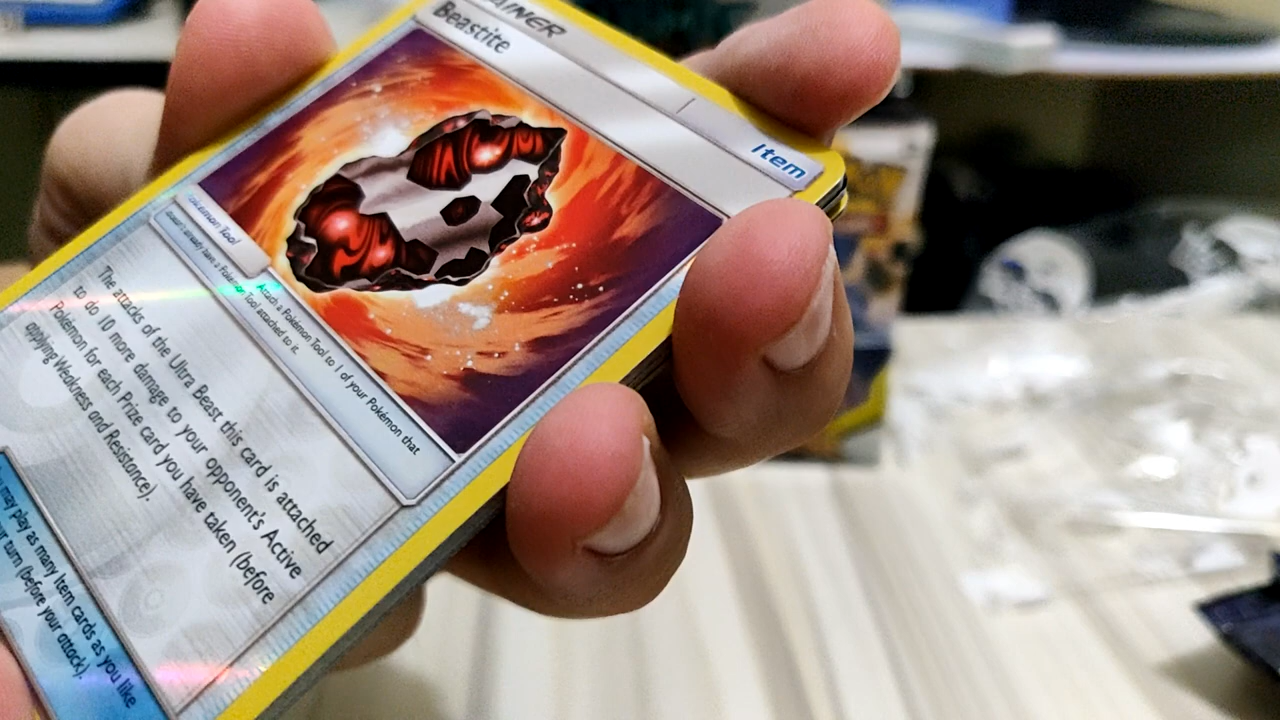 AINER
Item
Beastite
Pokémon Tool
Attach a Pokémon Tool to 1 of your Pokémon that
doesn't already have a Pokémon Tool attached to it.
The attacks of the Ultra Beast this card is attached
to do 10 more damage to your opponent's Active
Pokémon for each Prize card you have taken (before
applying Weakness and Resistance).
may play as many Item cards as you like
your turn (before your attack).